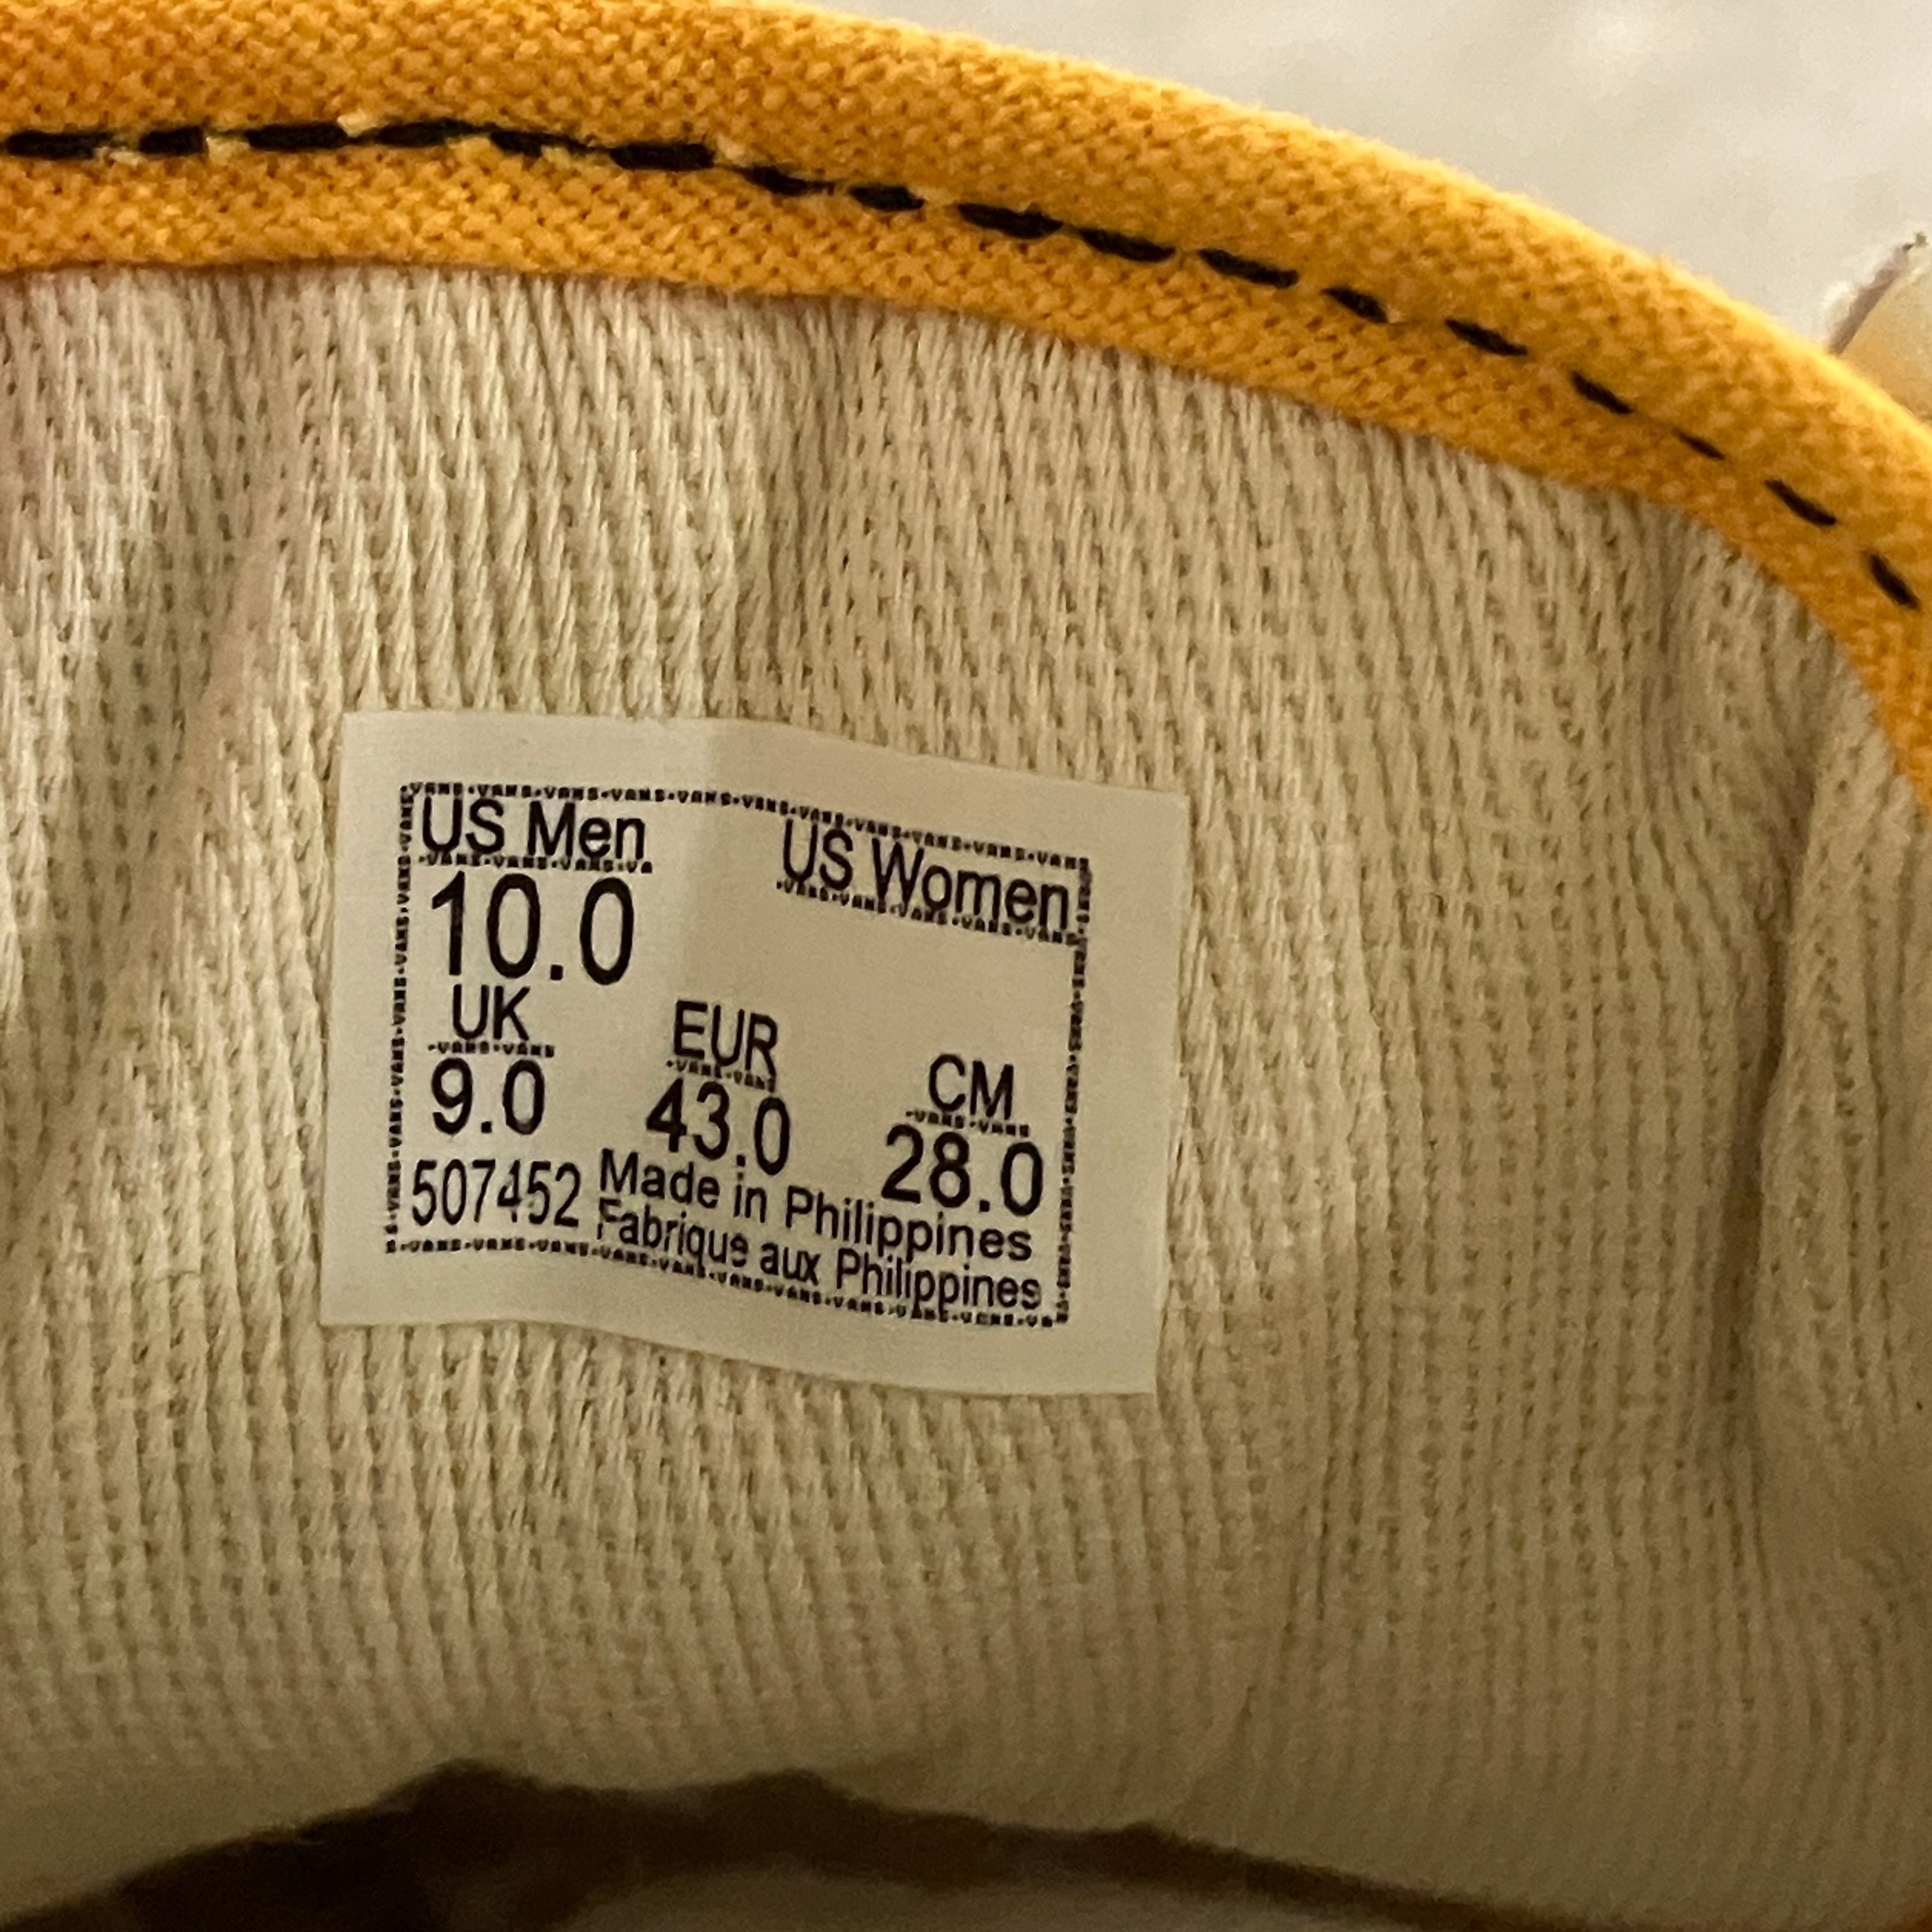 US Men US Women
10.0
UK EUR CM
9.0 43.0 28.0
507452 Made in Philippines
Fabrique aux Philippines